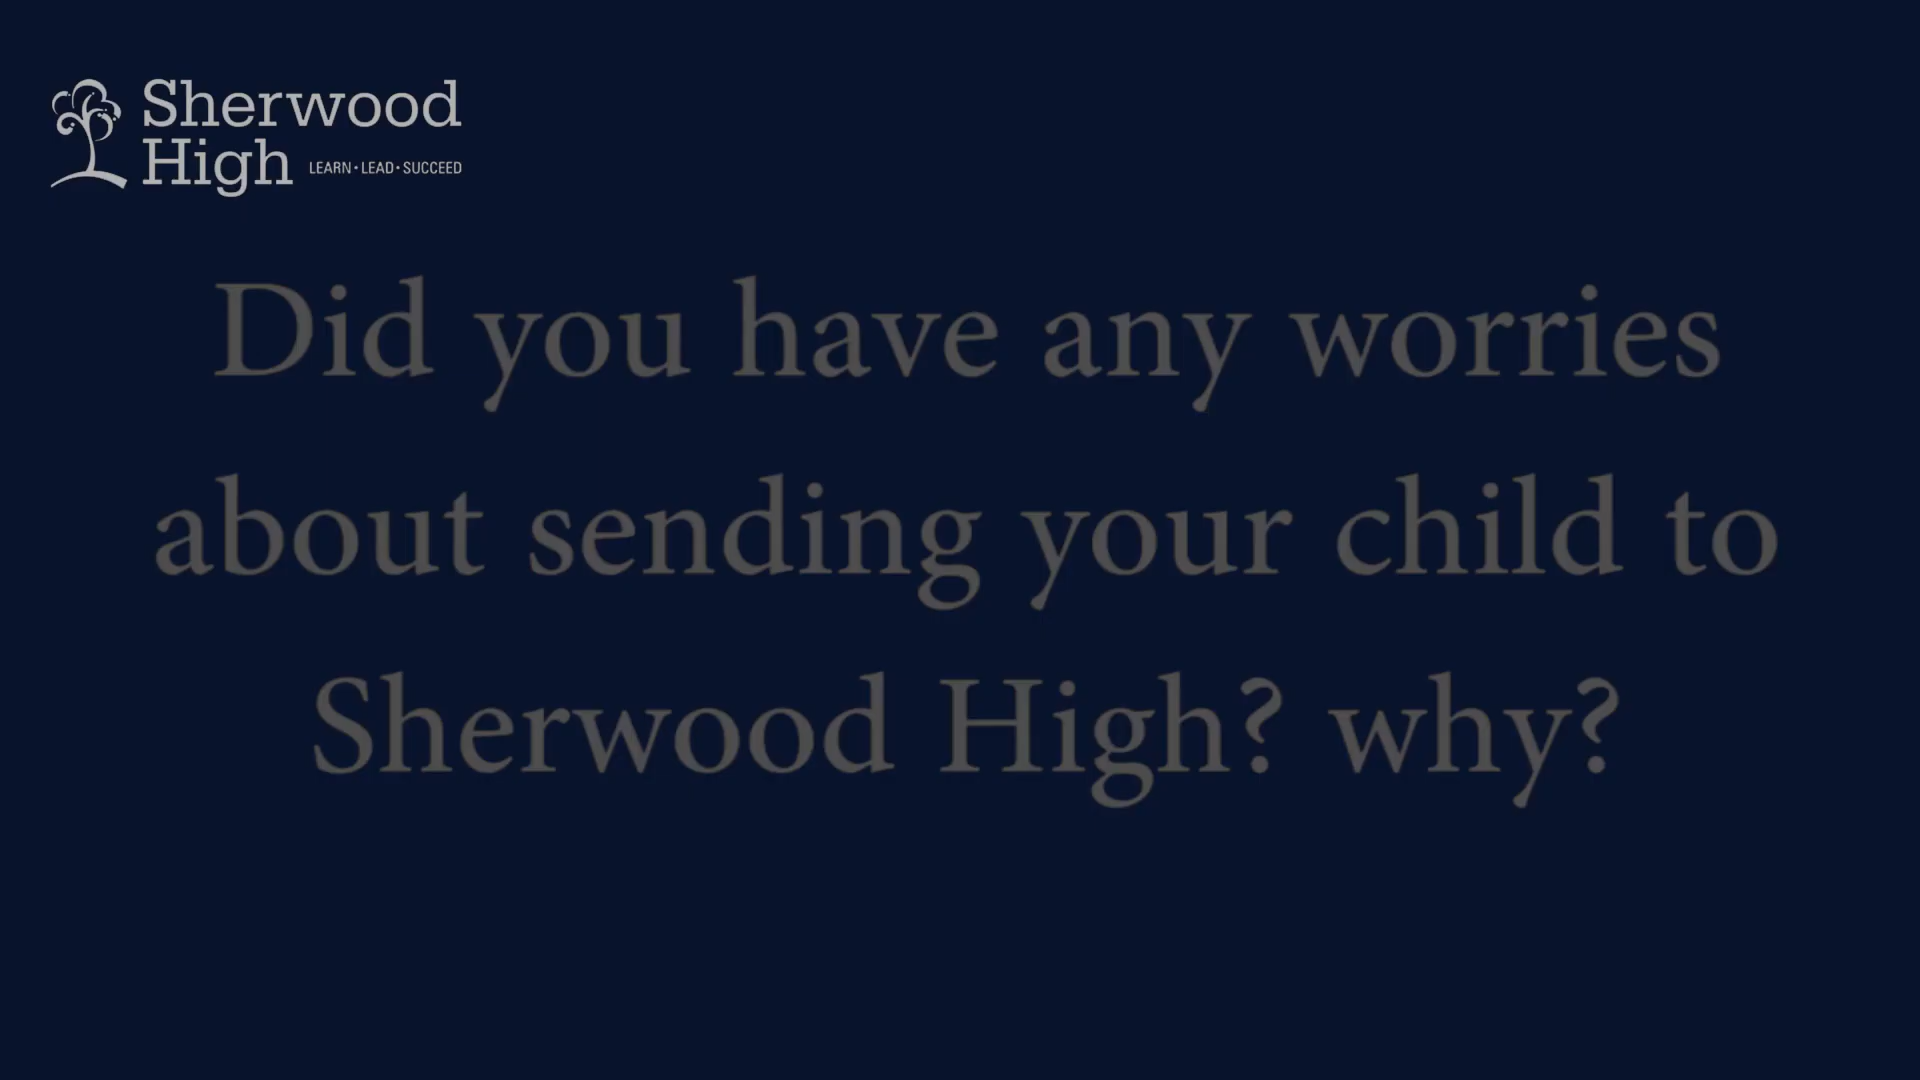 Sherwood
High LEARN • LEAD • SUCCEED
Did you have any worries
about sending your child to
Sherwood High? why?